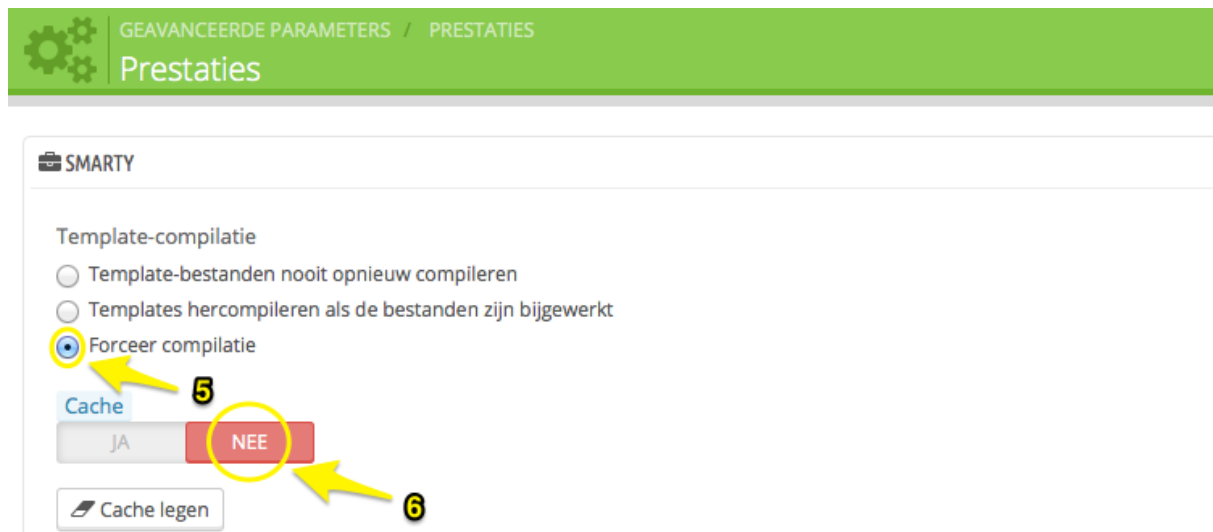 GEAVANCEERDE PARAMETERS / PRESTATIES
Prestaties
SMARTY
Template-compilatie
Template-bestanden nooit opnieuw compileren
Templates hercompileren als de bestanden zijn bijgewerkt
Forceer compilatie
5
Cache
JA NEE
6
Cache legen